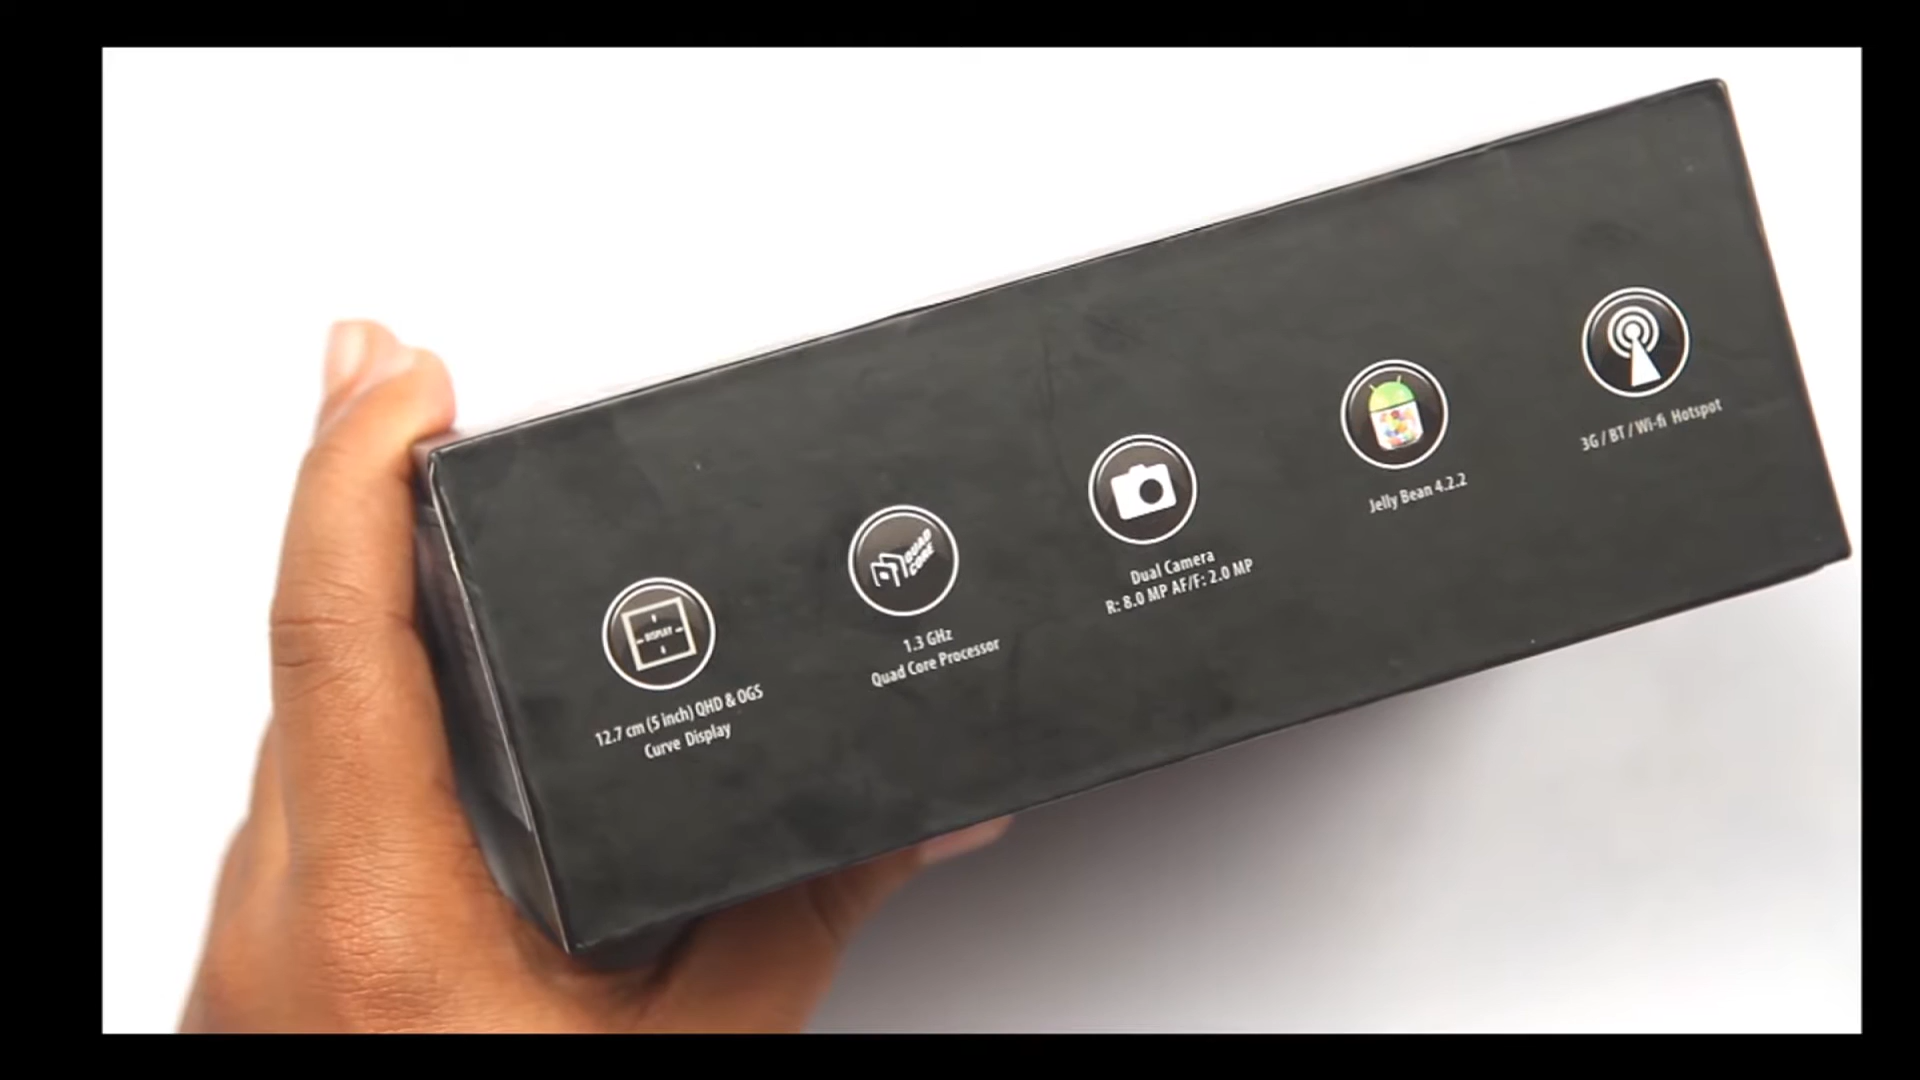 DISPLAY
12.7 cm (5 inch) QHD & OGS
Curve Display
QUAD
CORE
1.3 GHz
Quad Core Processor
Dual Camera
R: 8.0 MP AF/F: 2.0 MP
Jelly Bean 4.2.2
3G / BT / Wi-fi Hotspot